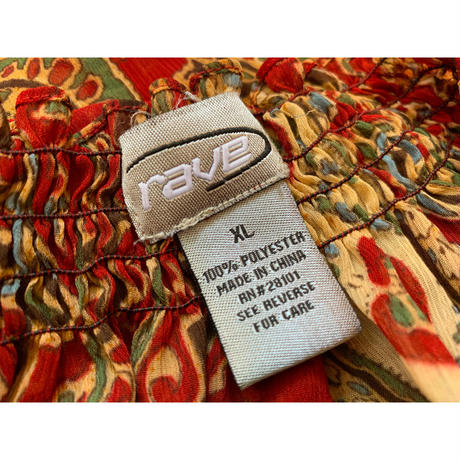 rave
XL
100% POLYESTER
MADE IN CHINA
RN#28101
SEE REVERSE
FOR CARE